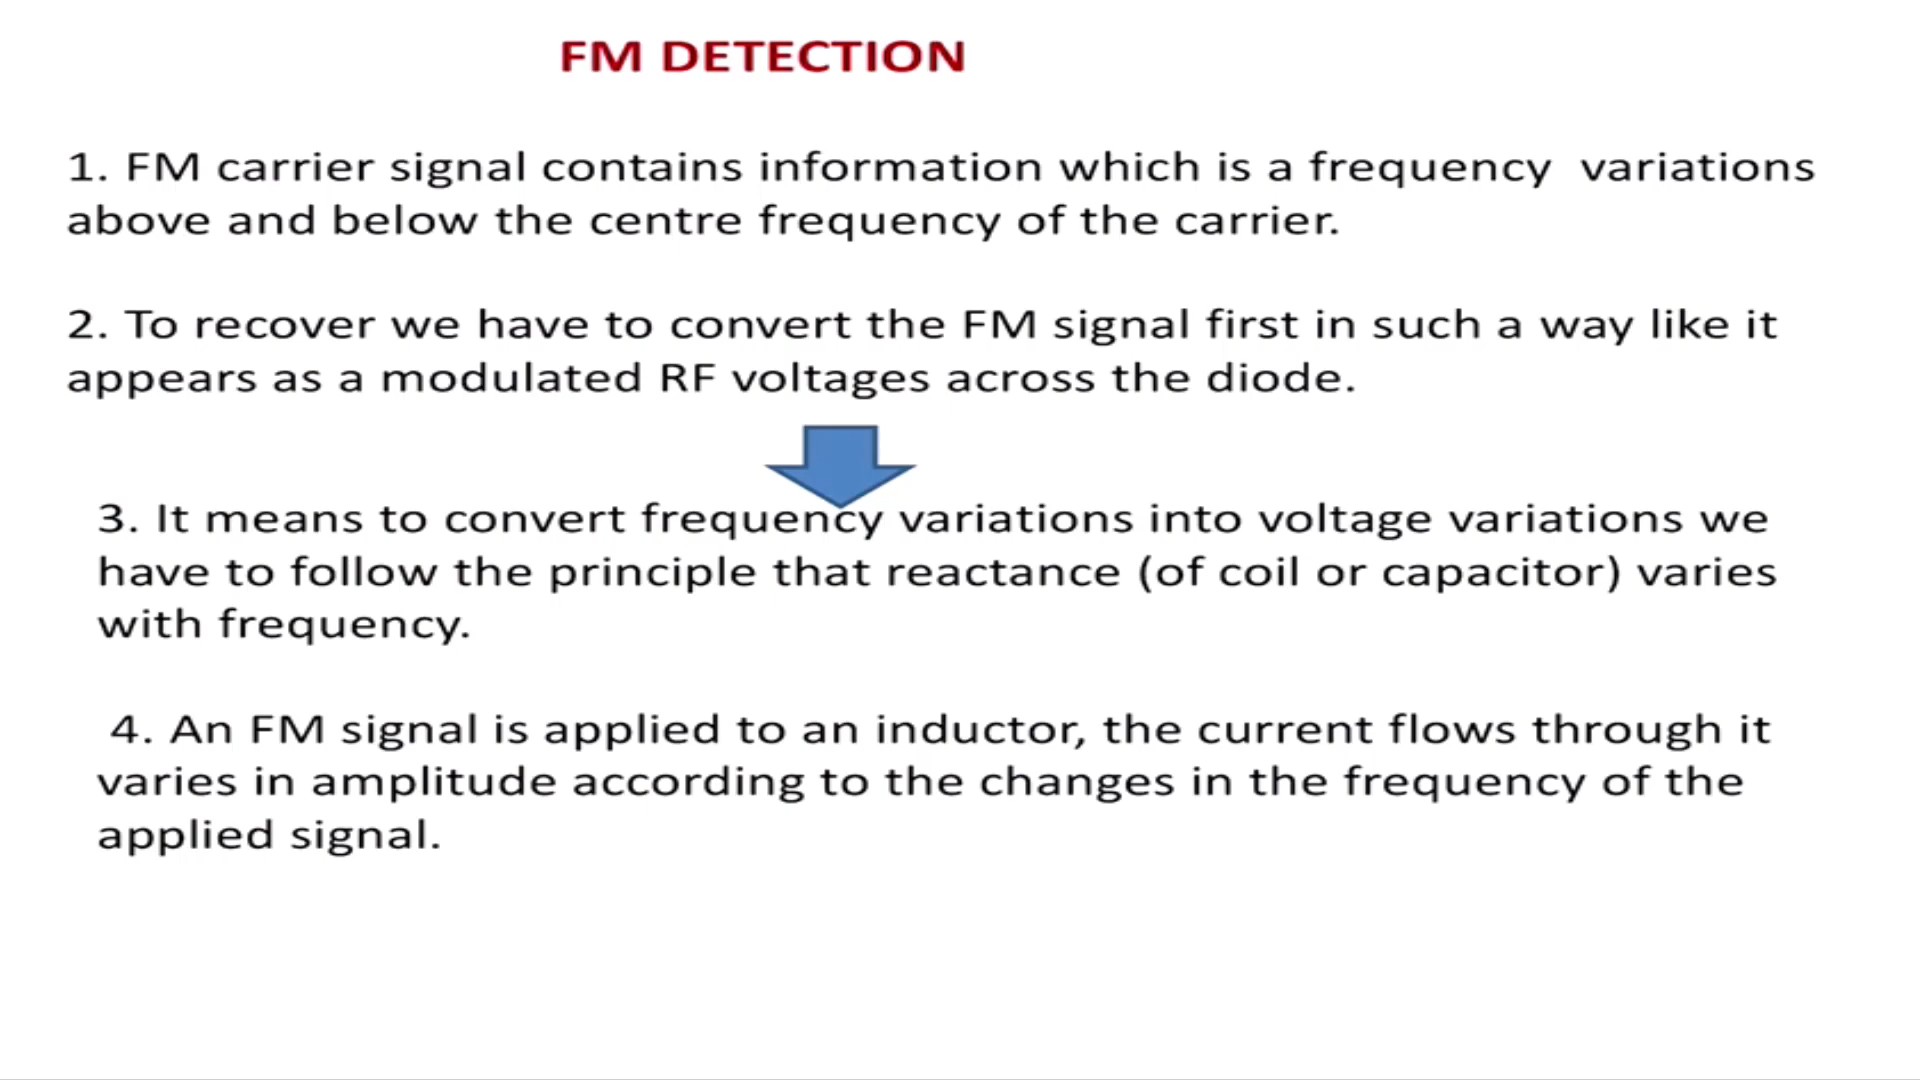 FM DETECTION
1. FM carrier signal contains information which is a frequency  variations
above and below the centre frequency of the carrier.
2. To recover we have to convert the FM signal first in such a way like it
appears as a modulated RF voltages across the diode.
3. It means to convert frequency variations into voltage variations we
have to follow the principle that reactance (of coil or capacitor) varies
with frequency.
4. An FM signal is applied to an inductor, the current flows through it
varies in amplitude according to the changes in the frequency of the
applied signal.